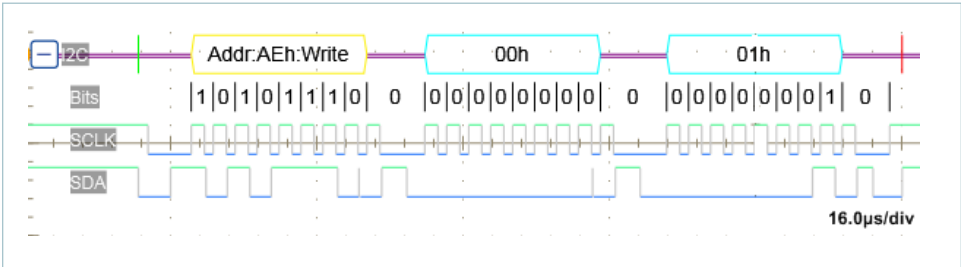 I2C Addr:AEh:Write 00h 01h
Bits 1 0 1 0 1 1 1 0 0 0 0 0 0 0 0 0 0 0 0 0 0 0 0 0 0 1 0
SCLK
SDA
16.0µs/div